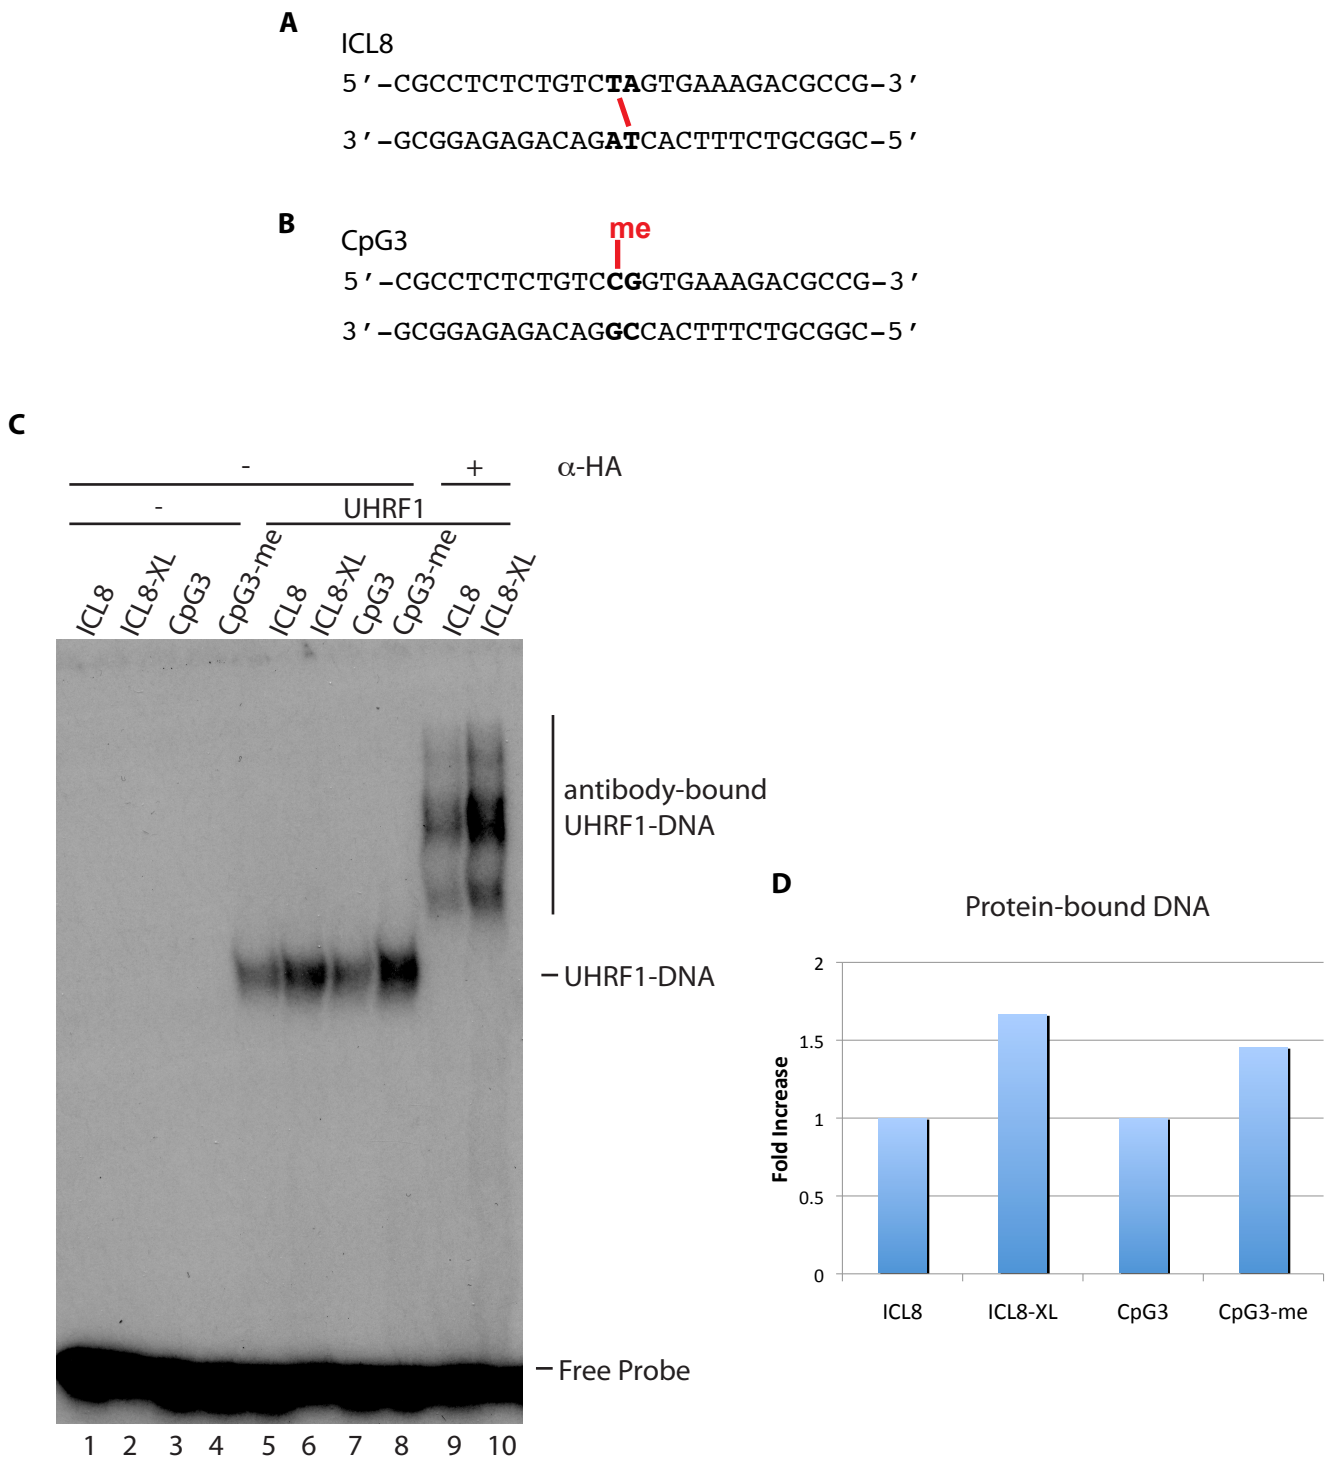 A
ICL8
5’-CGCCTCTCTGTCTAGTGAAAGACGCCG-3’
3’-GCGGAGAGACAGATCACTTTCTGCGGC-5’
B
CpG3
me
5’-CGCCTCTCTGTCCGGTGAAAGACGCCG-3’
3’-GCGGAGAGACAGGCCACTTTCTGCGGC-5’
C
- + α-HA
- UHRF1
ICL8 ICL8-XL CpG3 CpG3-me ICL8 ICL8-XL CpG3 CpG3-me ICL8 ICL8-XL
antibody-bound
UHRF1-DNA
UHRF1-DNA
Free Probe
1 2 3 4 5 6 7 8 9 10
D
Protein-bound DNA
Fold Increase
2
1.5
1
0.5
0
ICL8 ICL8-XL CpG3 CpG3-me